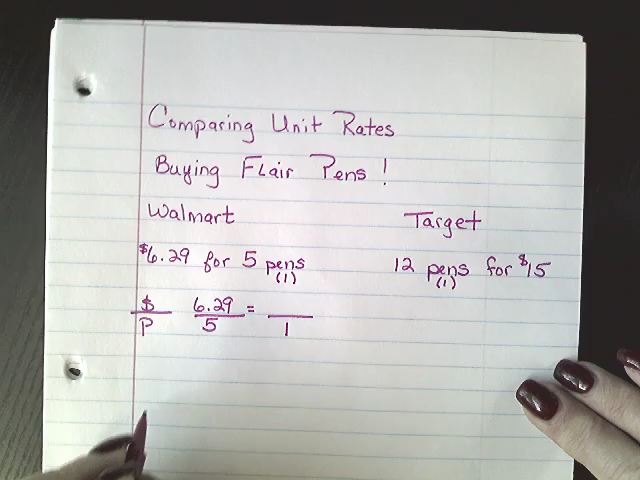 Comparing Unit Rates
Buying Flair Pens!
Walmart Target
$6.29 for 5 pens 12 pens for $15
(1) (1)
$ 6.29 =
P 5 1